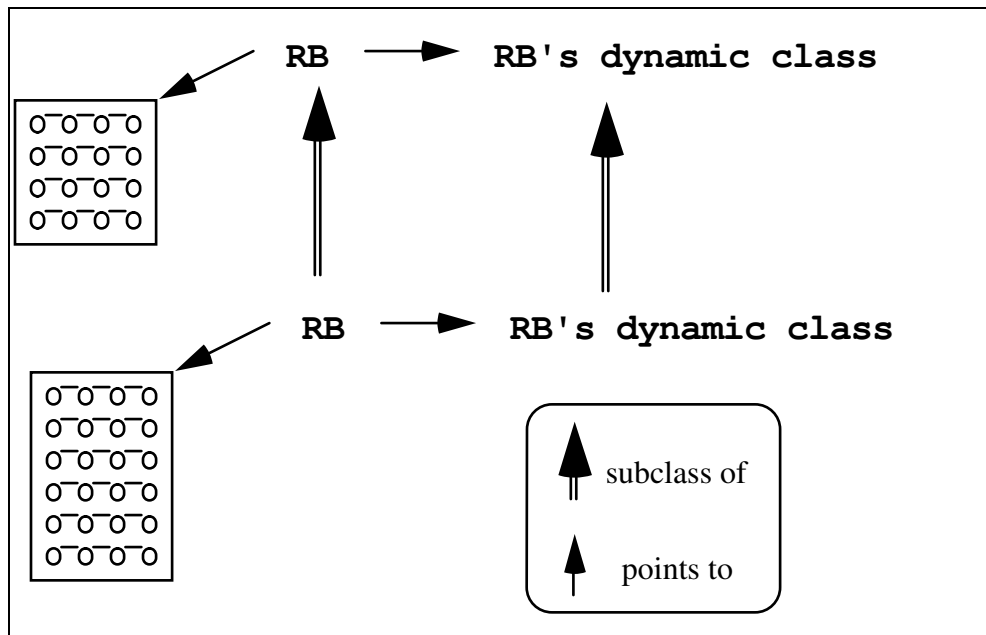 RB RB's dynamic class
o—o—o—o
o—o—o—o
o—o—o—o
o—o—o—o
RB RB's dynamic class
o—o—o—o
o—o—o—o
o—o—o—o
o—o—o—o
o—o—o—o
o—o—o—o
subclass of
points to